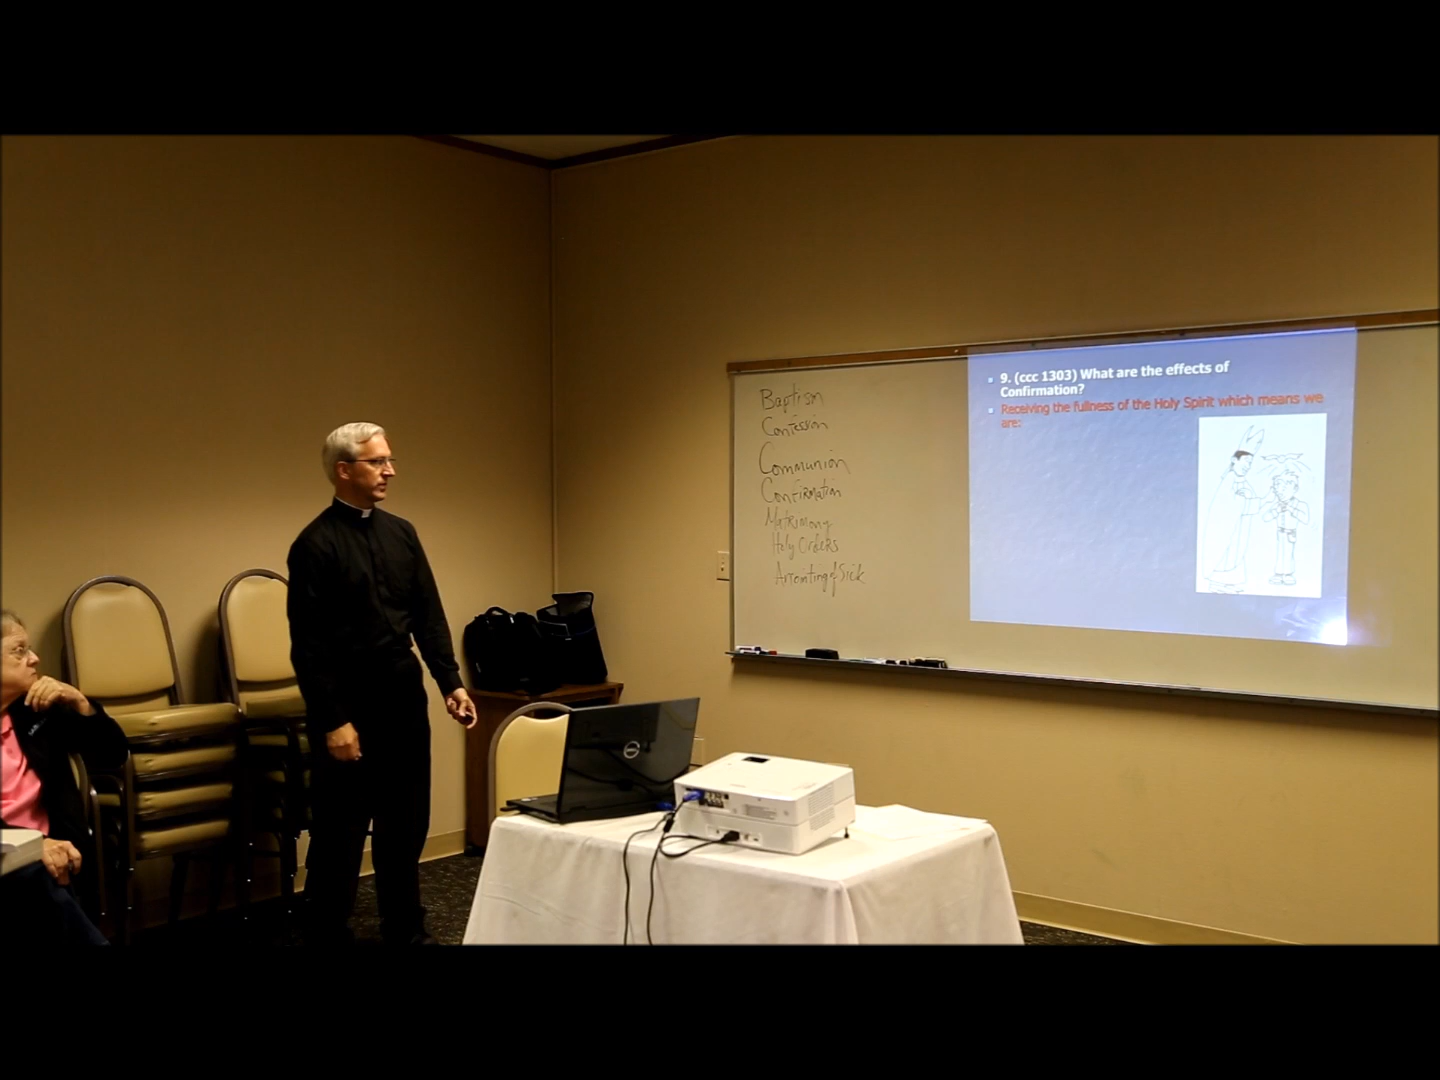 Baptism
Confession
Communion
Confirmation
Matrimony
Holy Orders
Anointing of Sick
9. (ccc 1303) What are the effects of
Confirmation?
Receiving the fullness of the Holy Spirit which means we
are:
DELL